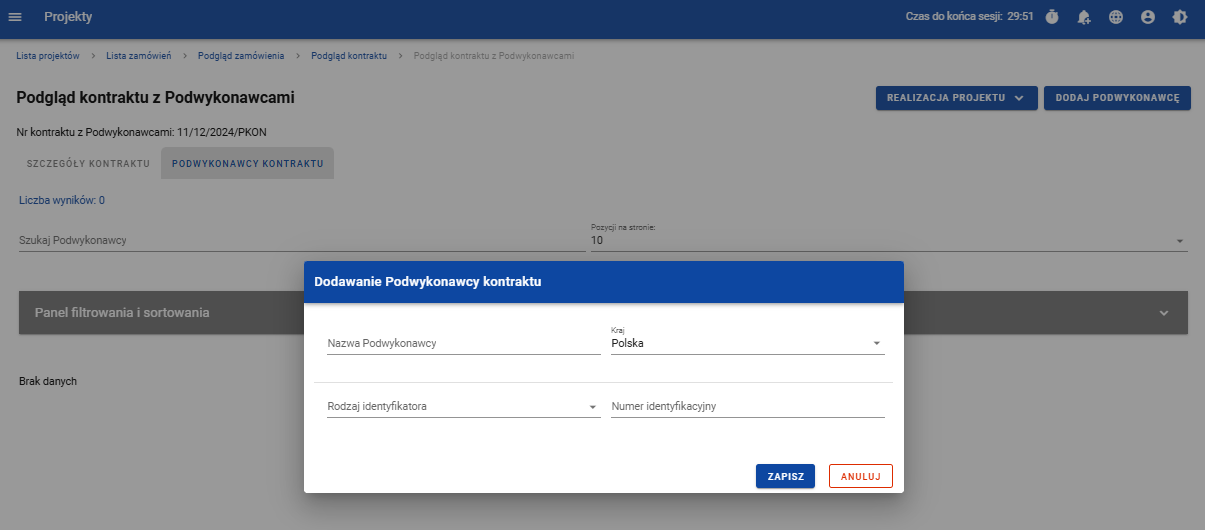 Projekty
Czas do końca sesji: 29:51
Lista projektów > Lista zamówień > Podgląd zamówienia > Podgląd kontraktu > Podgląd kontraktu z Podwykonawcami
Podgląd kontraktu z Podwykonawcami
REALIZACJA PROJEKTU
DODAJ PODWYKONAWCĘ
Nr kontraktu z Podwykonawcami: 11/12/2024/PKON
SZCZEGÓŁY KONTRAKTU
PODWYKONAWCY KONTRAKTU
Liczba wyników: 0
Szukaj Podwykonawcy
Pozycji na stronie:
10
Dodawanie Podwykonawcy kontraktu
Panel filtrowania i sortowania
Nazwa Podwykonawcy
Kraj
Polska
Brak danych
Rodzaj identyfikatora
Numer identyfikacyjny
ZAPISZ
ANULUJ